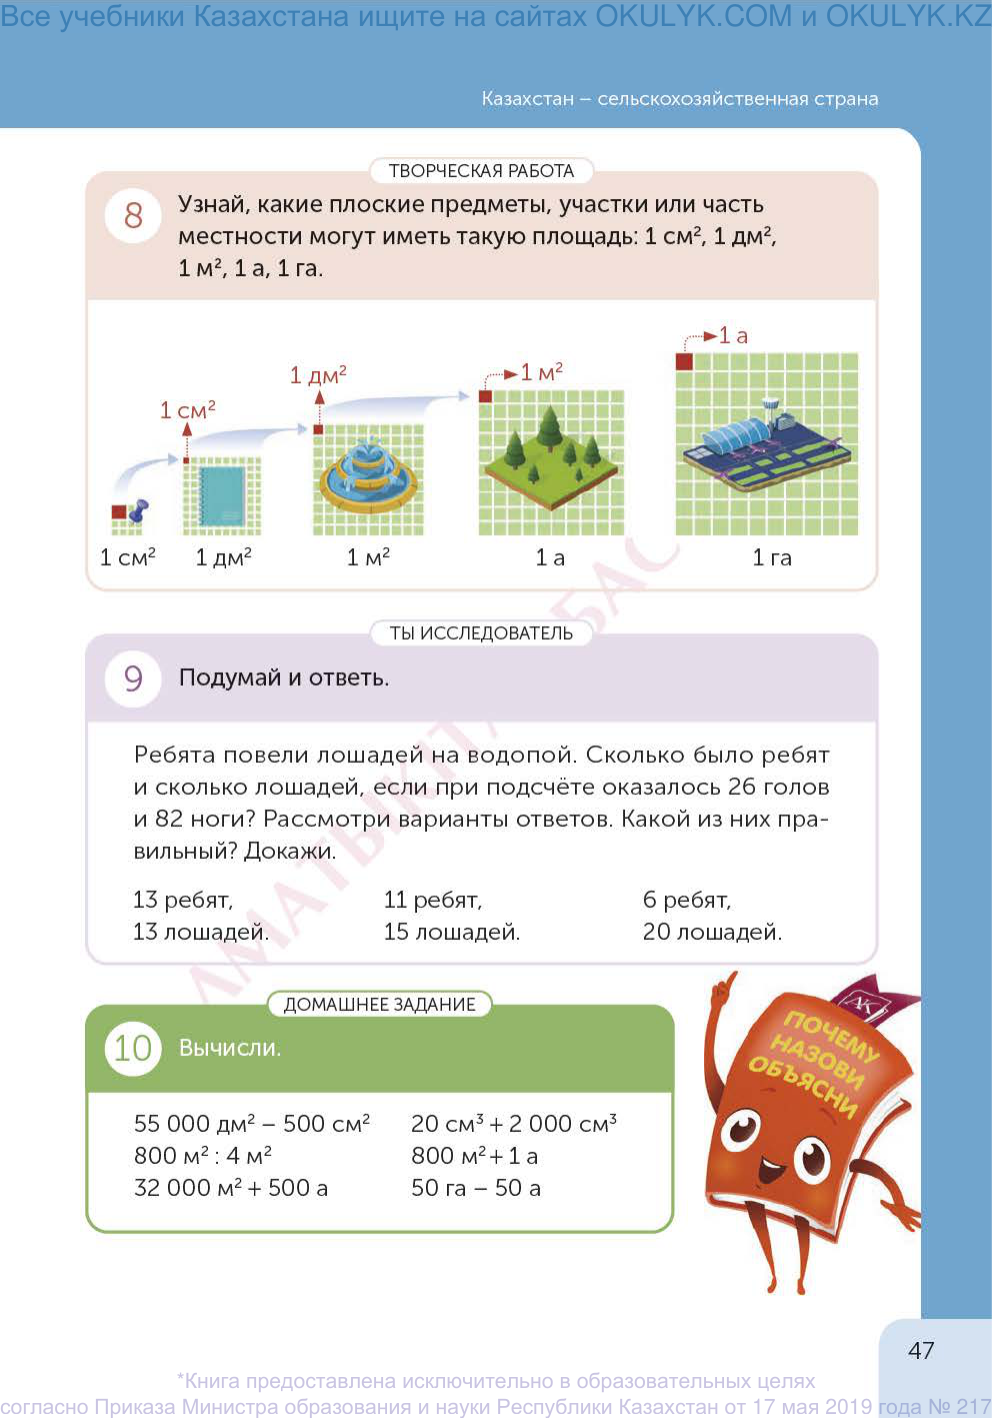 Все учебники Казахстана ищите на сайтах OKULYK.COM и OKULYK.KZ
Казахстан – сельскохозяйственная страна
ТВОРЧЕСКАЯ РАБОТА
8
Узнай, какие плоские предметы, участки или часть
местности могут иметь такую площадь: 1 см², 1 дм²,
1 м², 1 а, 1 га.
1 см²
1 дм²
1 м²
1 а
1 см²
1 дм²
1 м²
1 а
1 га
ТЫ ИССЛЕДОВАТЕЛЬ
9
Подумай и ответь.
Ребята повели лошадей на водопой. Сколько было ребят
и сколько лошадей, если при подсчёте оказалось 26 голов
и 82 ноги? Рассмотри варианты ответов. Какой из них пра-
вильный? Докажи.
13 ребят, 11 ребят, 6 ребят,
13 лошадей. 15 лошадей. 20 лошадей.
ДОМАШНЕЕ ЗАДАНИЕ
10
Вычисли.
55 000 дм² – 500 см² 20 см³ + 2 000 см³
800 м² : 4 м² 800 м² + 1 а
32 000 м² + 500 а 50 га – 50 а
АК
ПОЧЕМУ
НАЗОВИ
ОБЪЯСНИ
47
*Книга предоставлена исключительно в образовательных целях
согласно Приказа Министра образования и науки Республики Казахстан от 17 мая 2019 года № 217